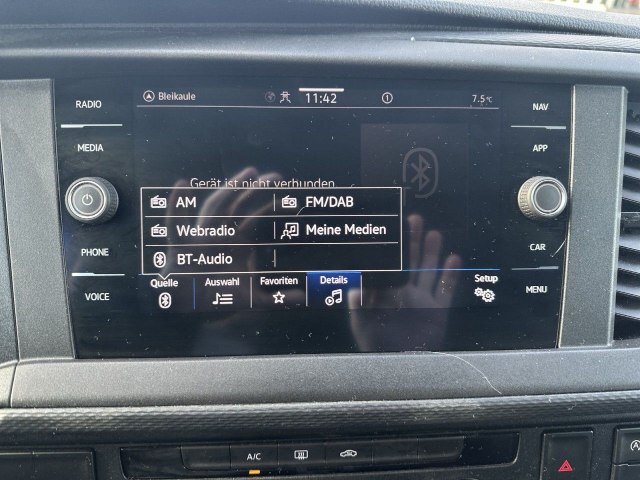 RADIO
MEDIA
PHONE
VOICE
Bleikaule
11:42
1
7.5°C
Gerät ist nicht verbunden.
AM
FM/DAB
Webradio
Meine Medien
BT-Audio
Quelle
Auswahl
Favoriten
Details
Setup
NAV
APP
CAR
MENU
A/C